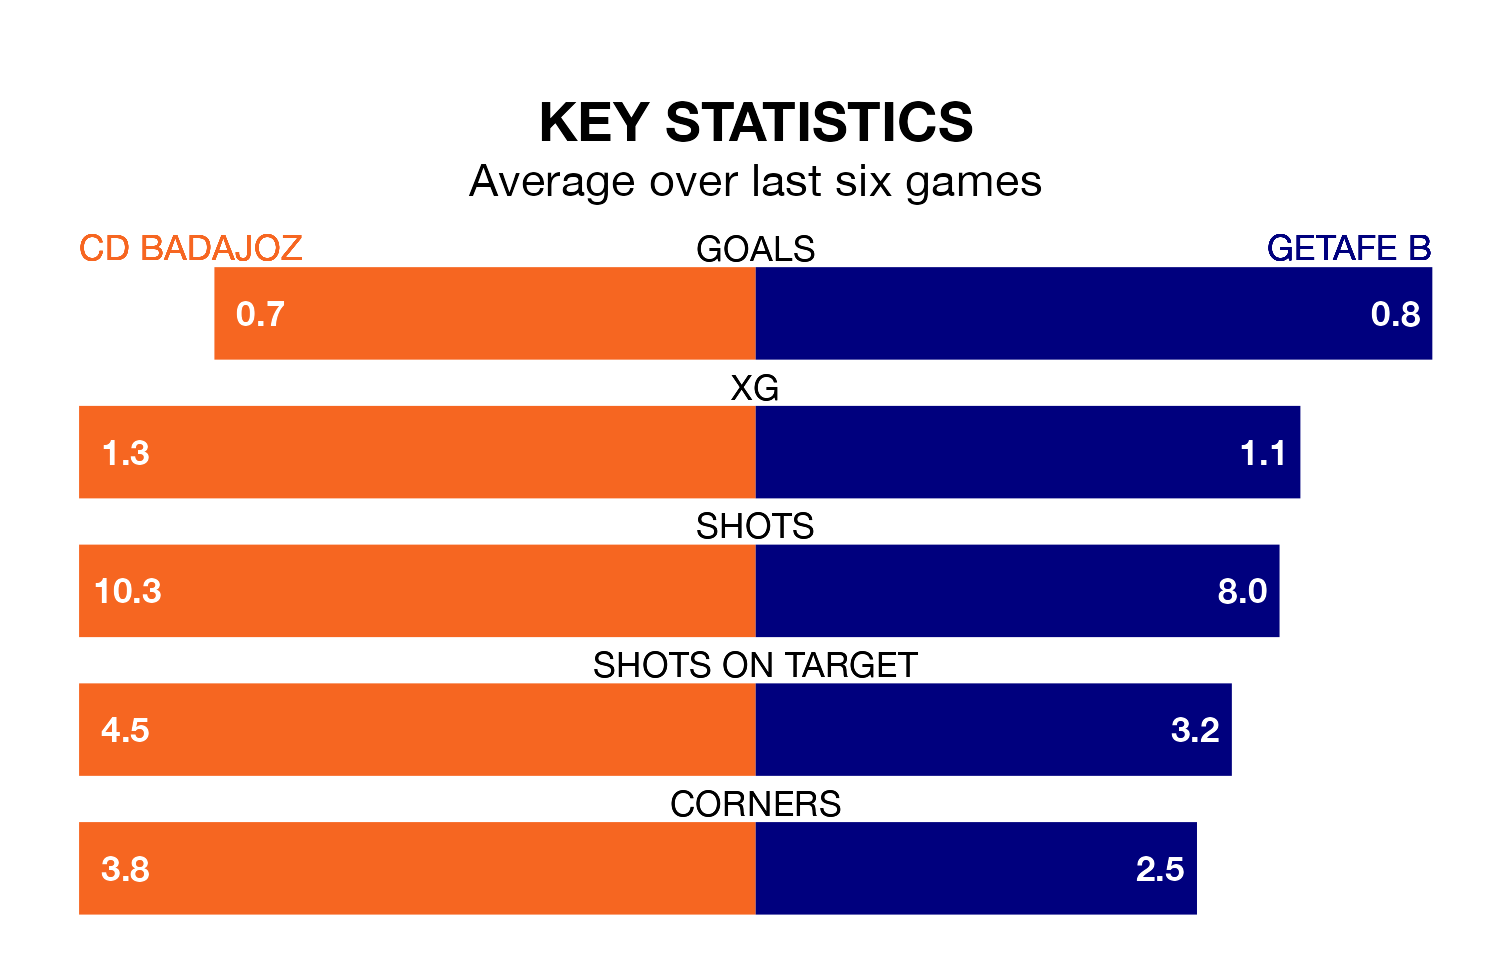 KEY STATISTICS
Average over last six games
CD BADAJOZ GOALS GETAFE B
0.7 0.8
XG
1.3 1.1
SHOTS
10.3 8.0
SHOTS ON TARGET
4.5 3.2
CORNERS
3.8 2.5